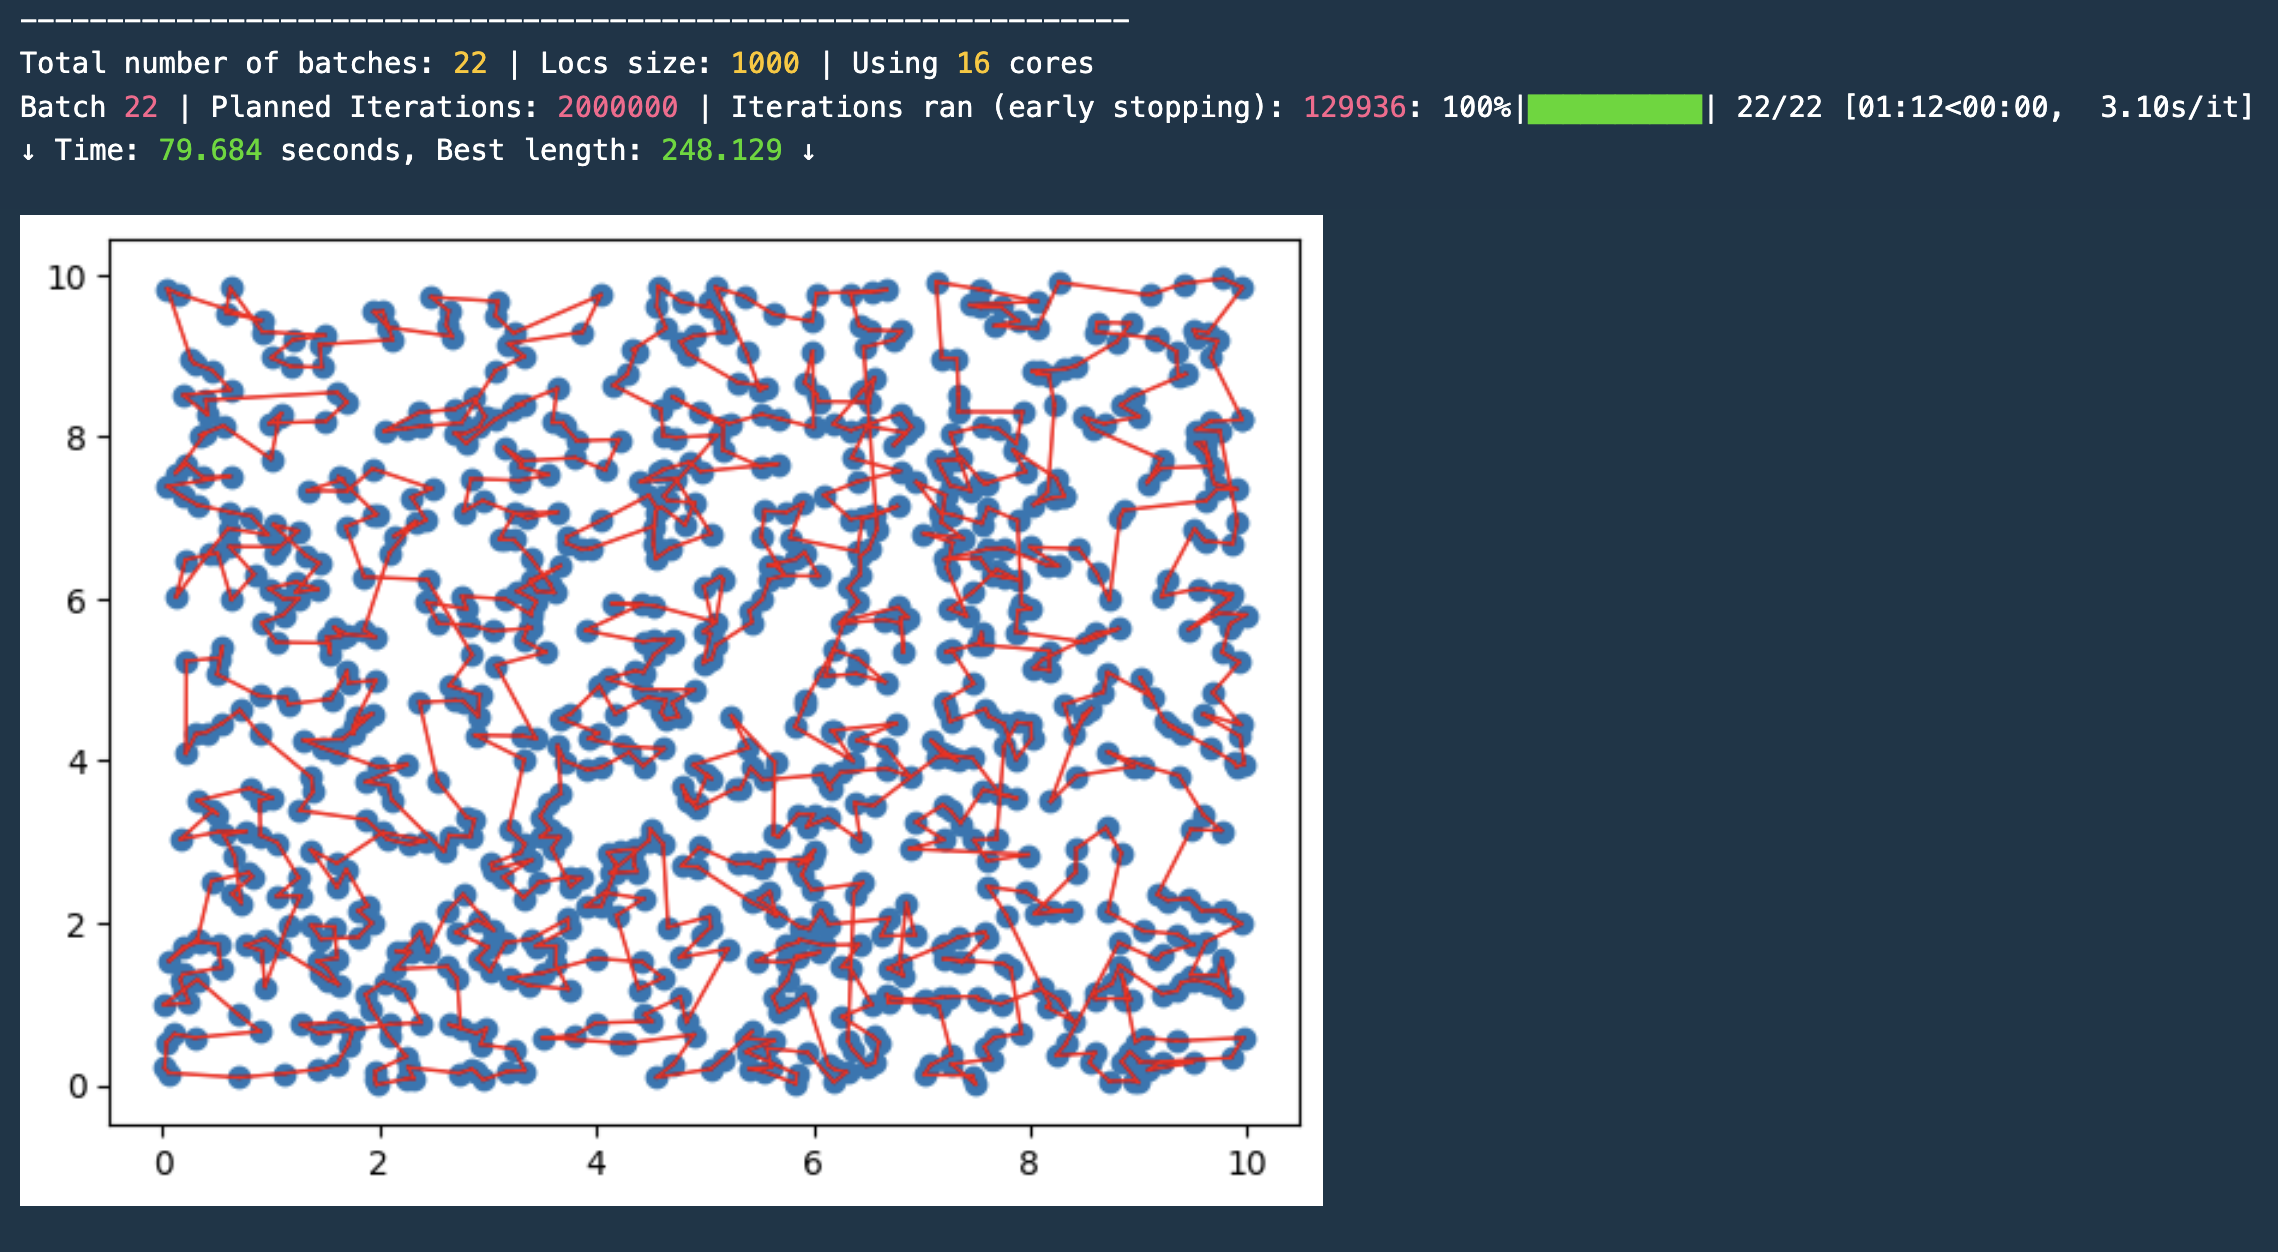 Total number of batches: 22 | Locs size: 1000 | Using 16 cores
Batch 22 | Planned Iterations: 2000000 | Iterations ran (early stopping): 129936: 100%|██████████| 22/22 [01:12<00:00,  3.10s/it]
↓ Time: 79.684 seconds, Best length: 248.129 ↓
10
8
6
4
2
0
0 2 4 6 8 10